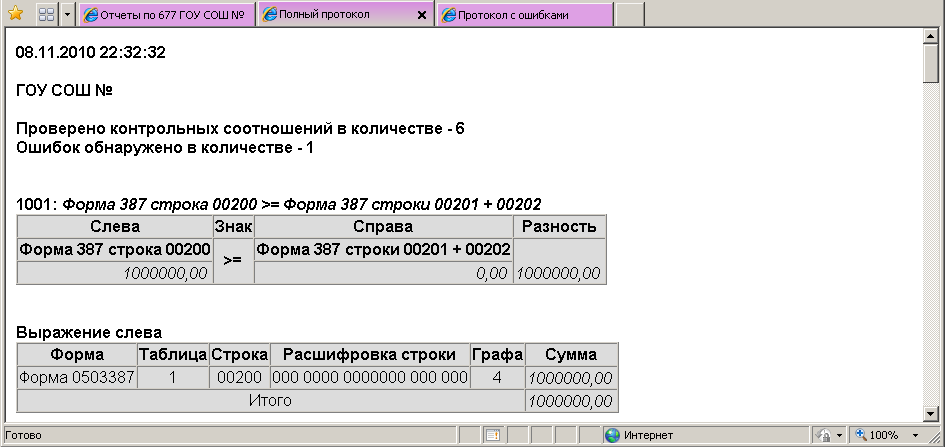 Отчеты по 677 ГОУ СОШ № Полный протокол Протокол с ошибками
08.11.2010 22:32:32
ГОУ СОШ №
Проверено контрольных соотношений в количестве - 6
Ошибок обнаружено в количестве - 1
1001: Форма 387 строка 00200 >= Форма 387 строки 00201 + 00202
Слева Знак Справа Разность
Форма 387 строка 00200 >= Форма 387 строки 00201 + 00202
1000000,00 0,00 1000000,00
Выражение слева
Форма Таблица Строка Расшифровка строки Графа Сумма
Форма 0503387 1 00200 000 0000 0000000 000 000 4 1000000,00
Итого 1000000,00
Готово Интернет 100%